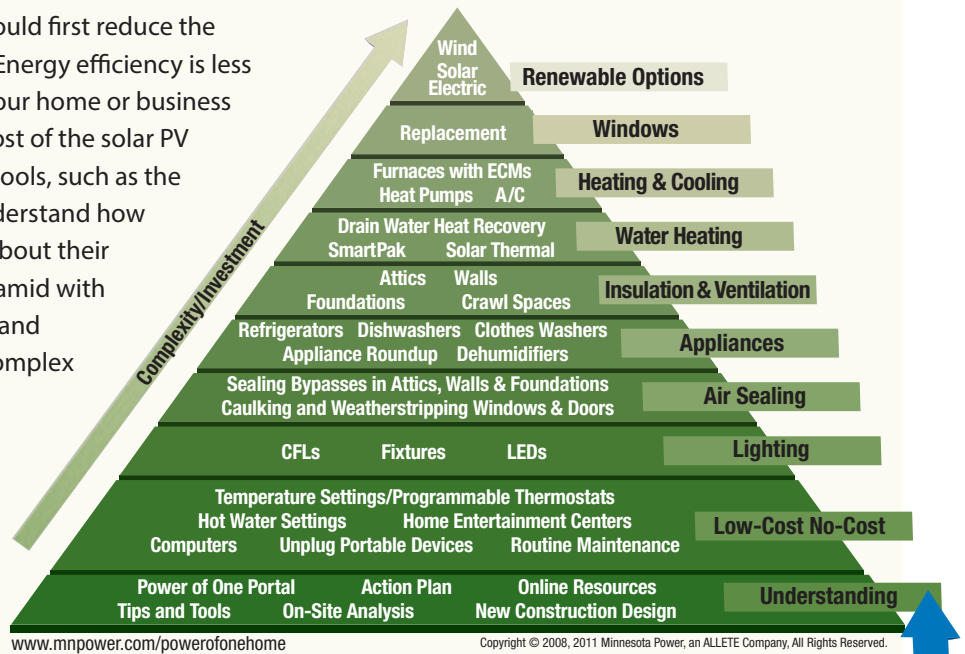 ould first reduce the
Energy efficiency is less
our home or business
ost of the solar PV
ools, such as the
derstand how
bout their
amid with
and
omplex
Complexity/Investment
Wind
Solar
Electric
Renewable Options
Replacement
Windows
Furnaces with ECMs
Heat Pumps A/C
Heating & Cooling
Drain Water Heat Recovery
SmartPak Solar Thermal
Water Heating
Attics Walls
Foundations Crawl Spaces
Insulation & Ventilation
Refrigerators Dishwashers Clothes Washers
Appliance Roundup Dehumidifiers
Appliances
Sealing Bypasses in Attics, Walls & Foundations
Caulking and Weatherstripping Windows & Doors
Air Sealing
CFLs Fixtures LEDs
Lighting
Temperature Settings/Programmable Thermostats
Hot Water Settings Home Entertainment Centers
Computers Unplug Portable Devices Routine Maintenance
Low-Cost No-Cost
Power of One Portal Action Plan Online Resources
Tips and Tools On-Site Analysis New Construction Design
Understanding
www.mnpower.com/powerofonehome
Copyright © 2008, 2011 Minnesota Power, an ALLETE Company, All Rights Reserved.